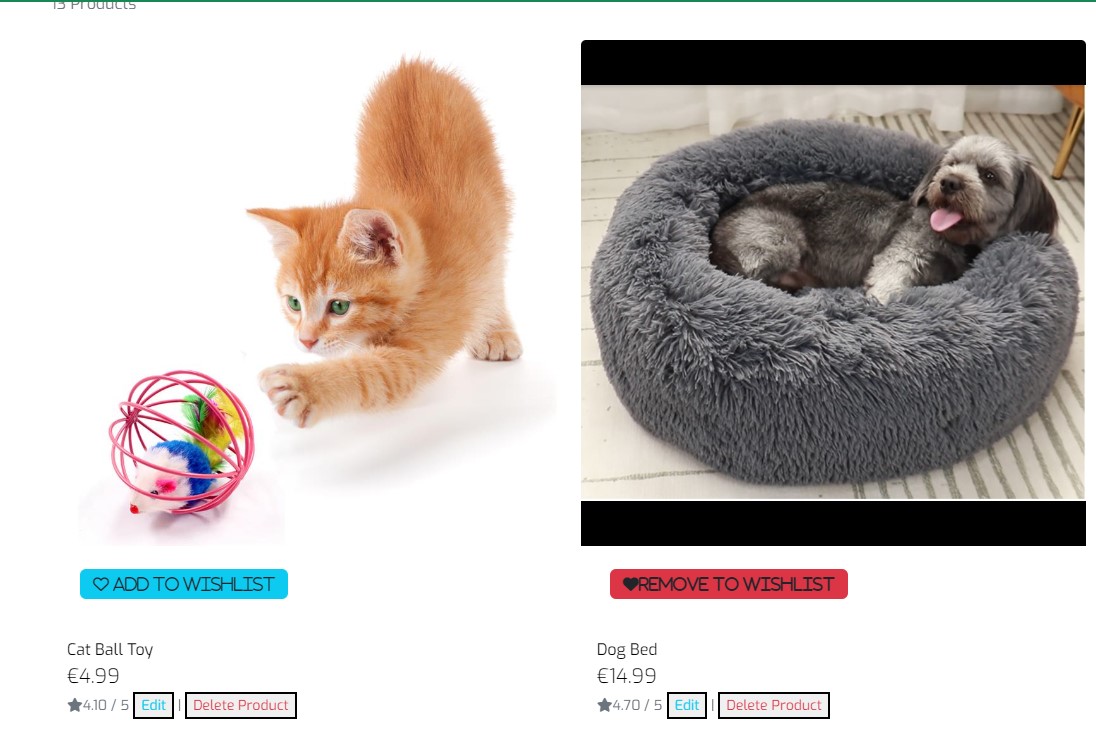 13 Products
ADD TO WISHLIST
REMOVE TO WISHLIST
Cat Ball Toy
€4.99
4.10 / 5 Edit | Delete Product
Dog Bed
€14.99
4.70 / 5 Edit | Delete Product